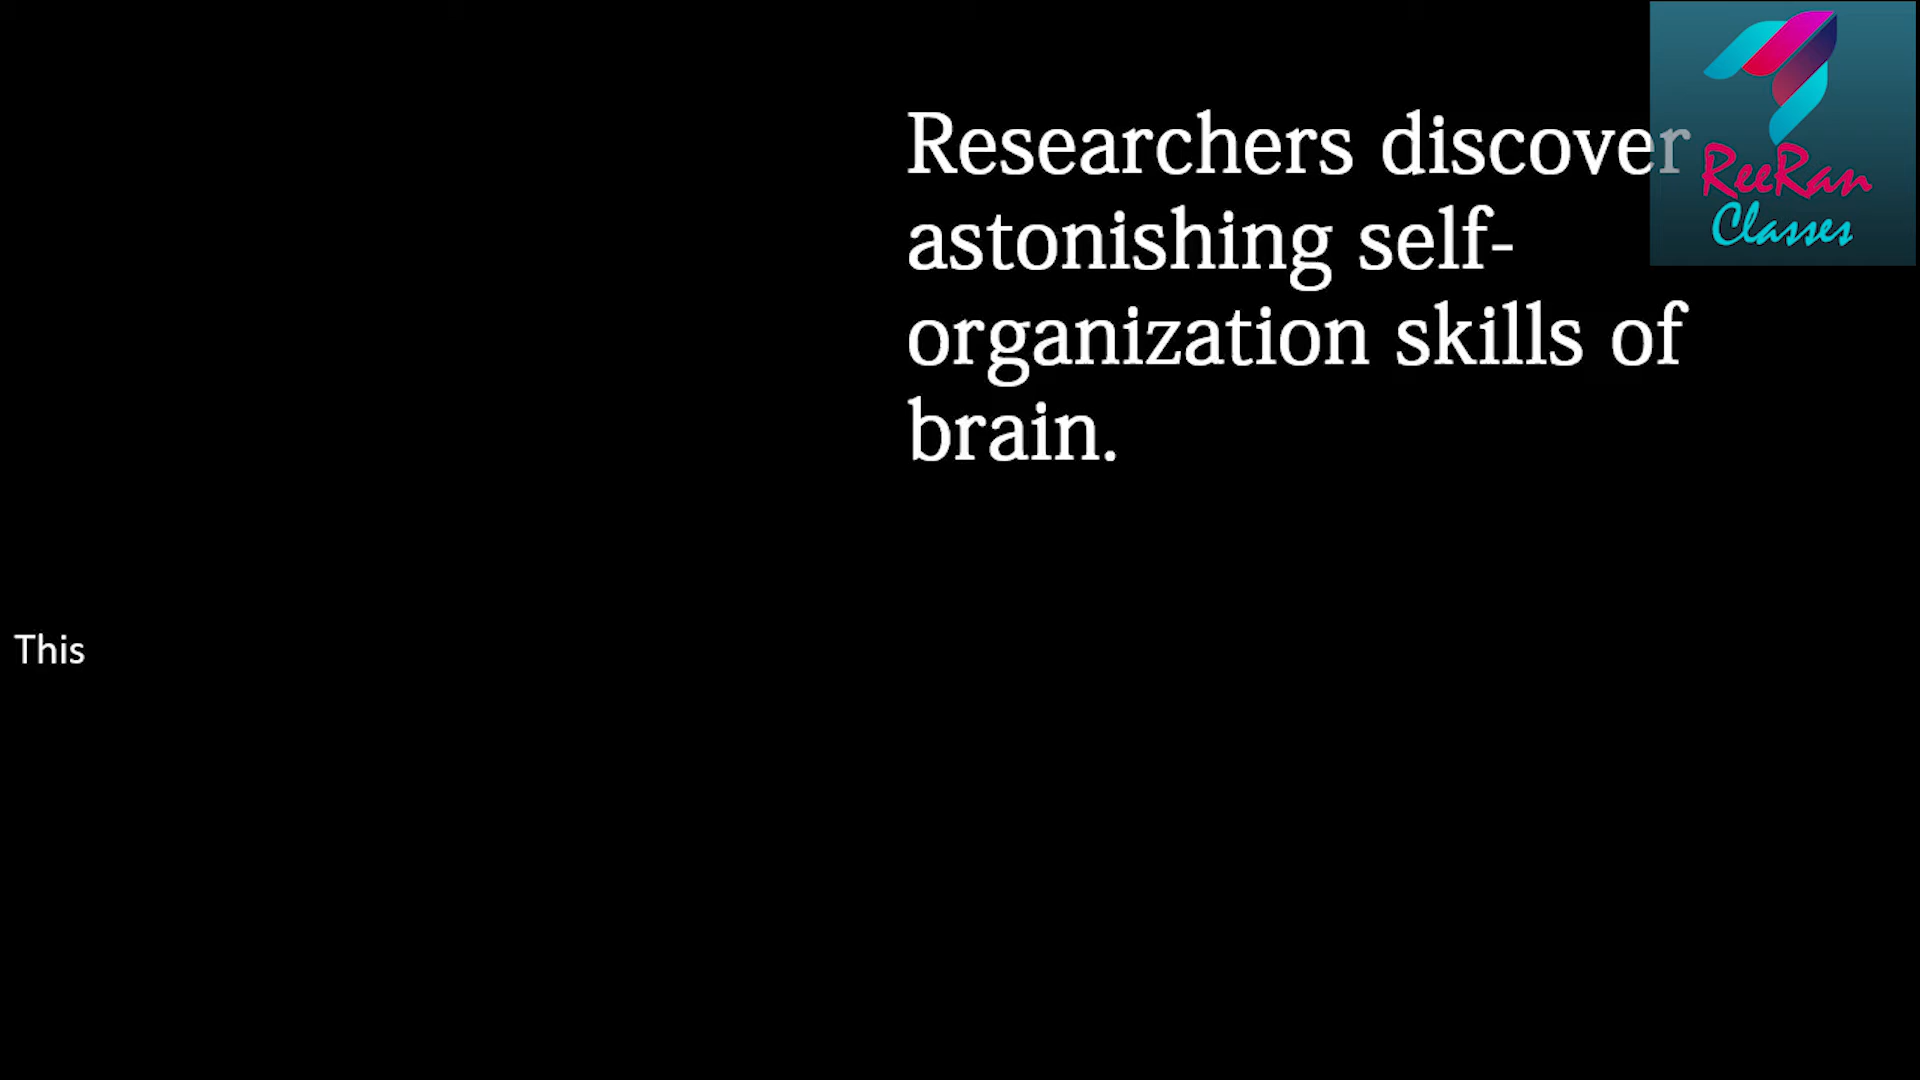 Researchers discover
astonishing self-
organization skills of
brain.
ReeRan
Classes
This